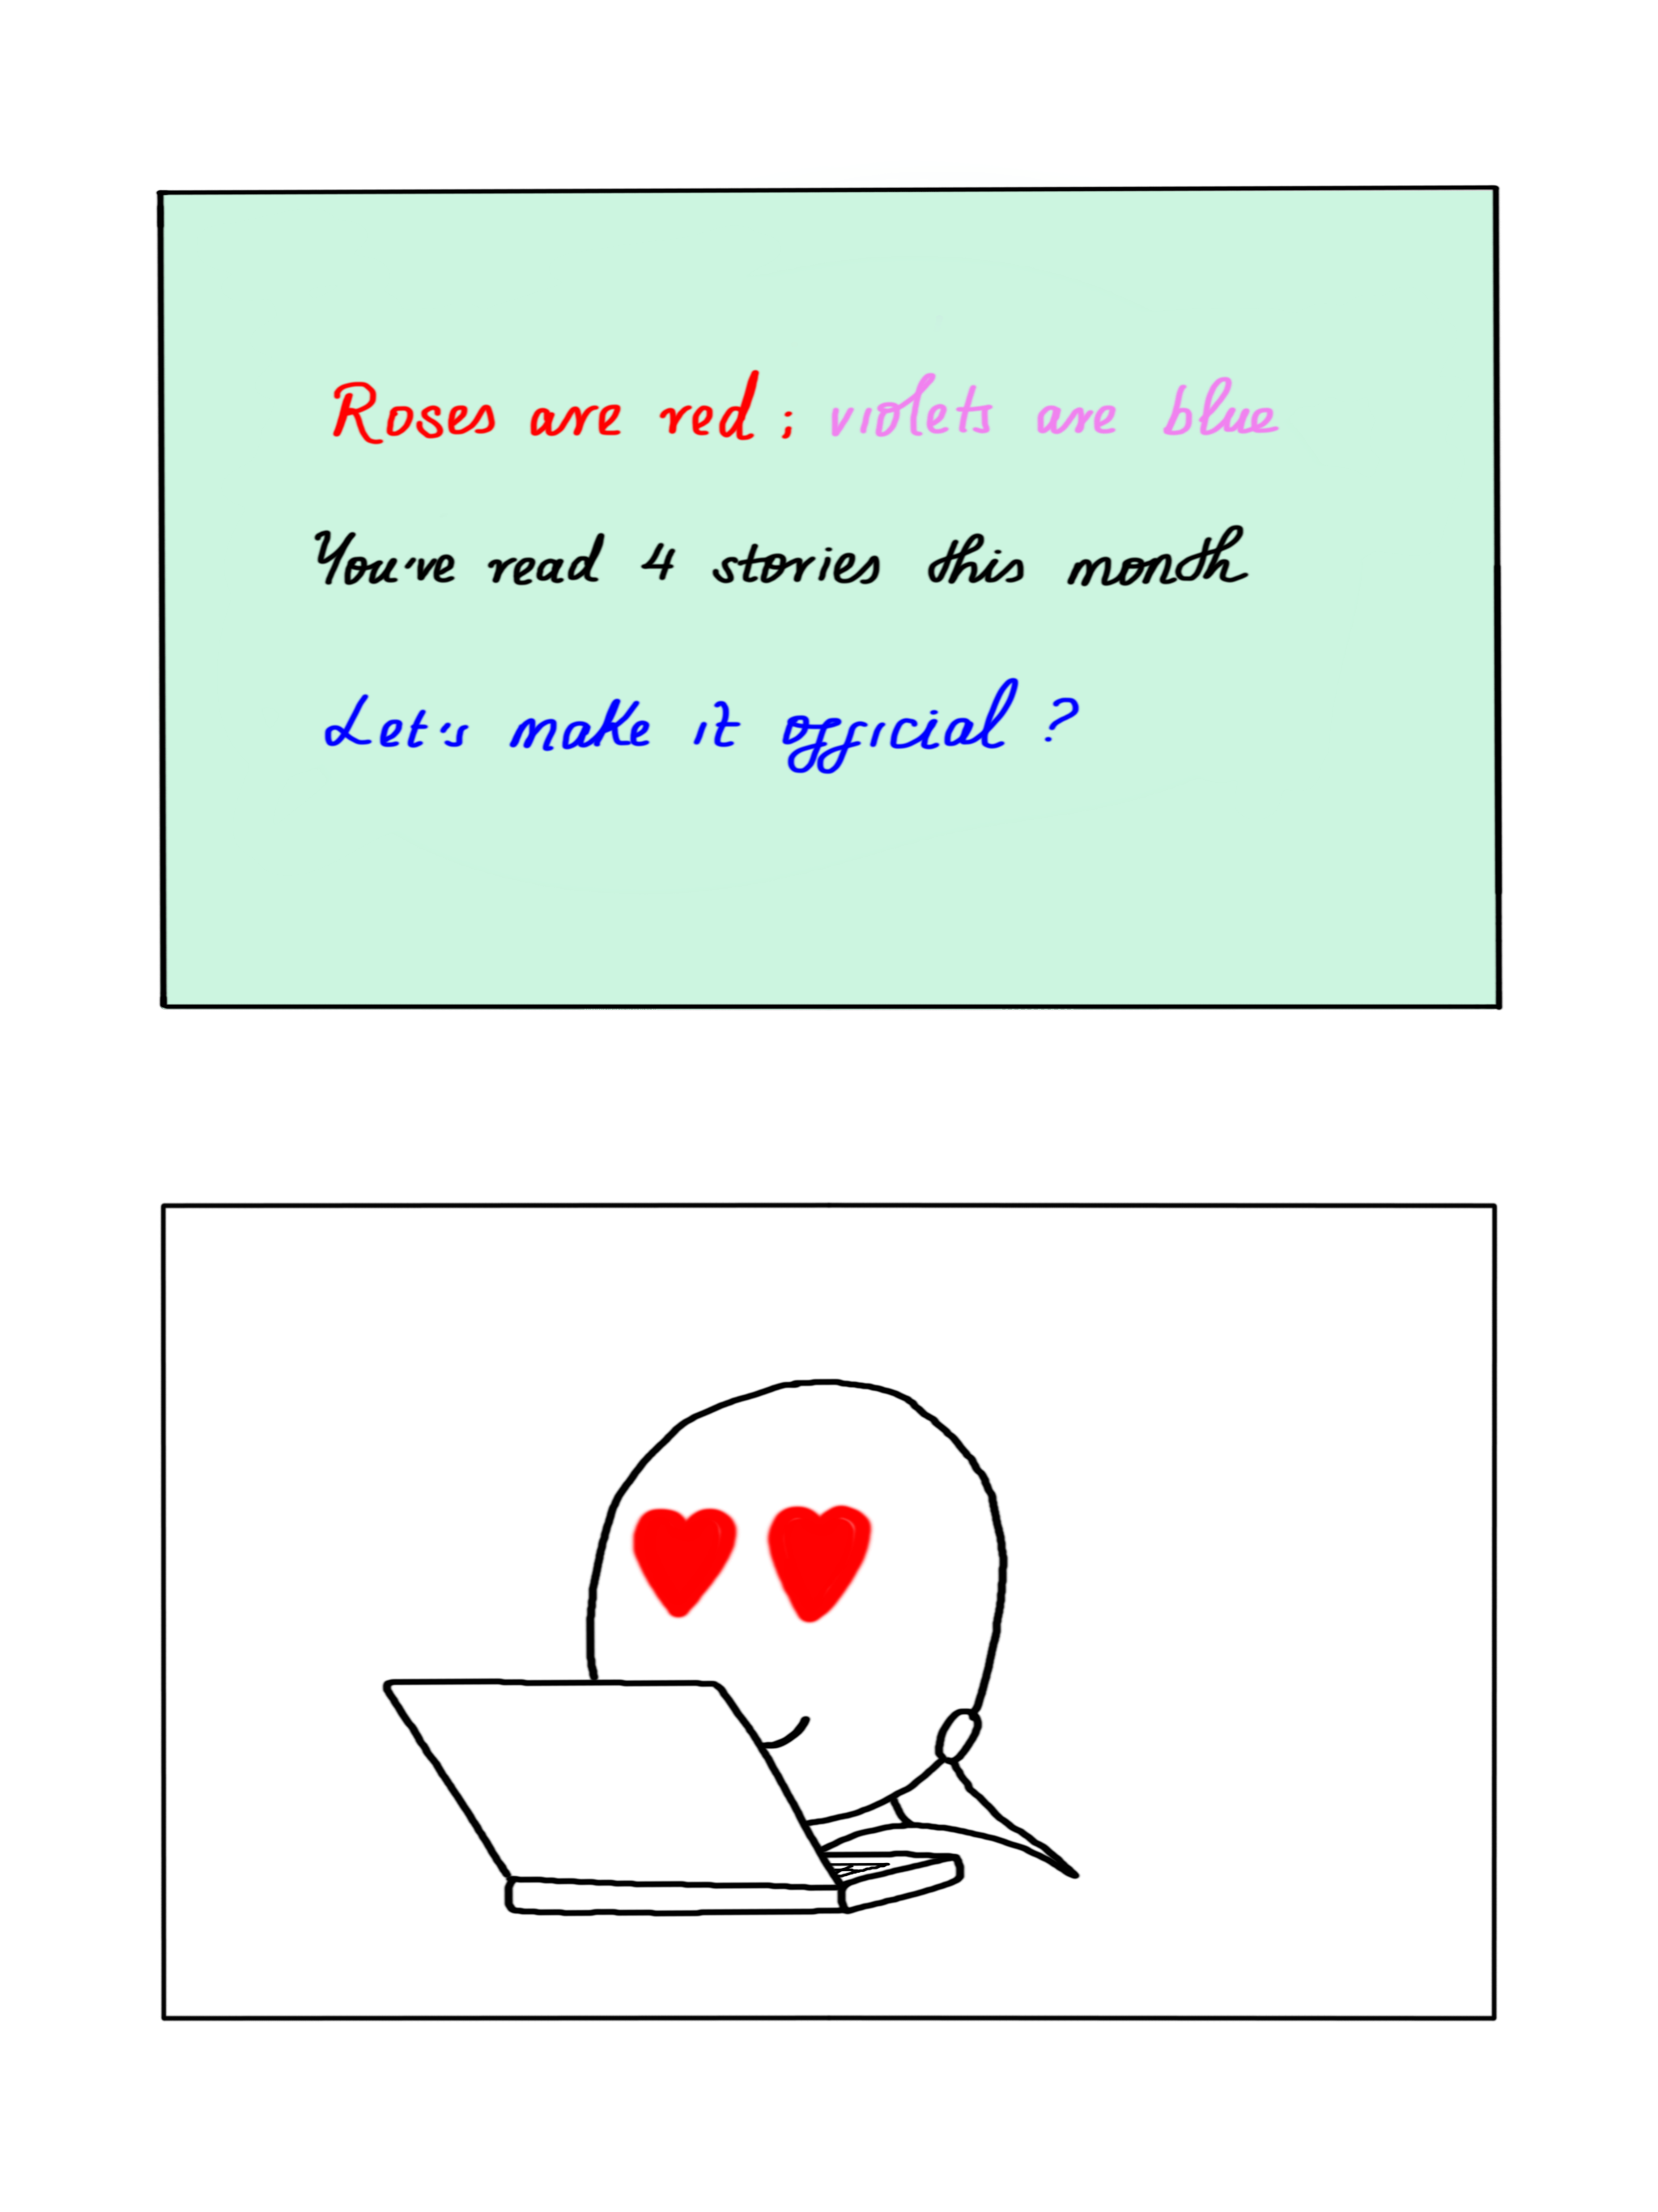 Roses are red; violets are blue
You've read 4 stories this month
Let's make it official?